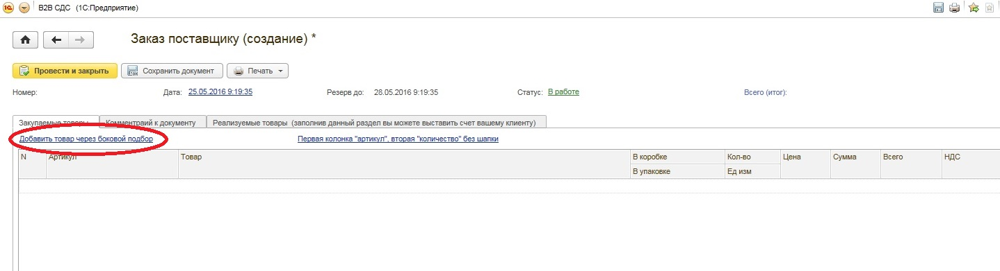 B2B СДС (1С:Предприятие)
Заказ поставщику (создание) *
Провести и закрыть Сохранить документ Печать
Номер: Дата: 25.05.2016 9:19:35 Резерв до: 28.05.2016 9:19:35 Статус: В работе Всего (итог):
Закупаемые товары Комментраий к документу Реализуемые товары (заполнив данный раздел вы можете выставить счет вашему клиенту)
Добавить товар через боковой подбор Первая колонка "артикул", вторая "количество" без шапки
N Артикул Товар В коробке Кол-во Цена Сумма Всего НДС
В упаковке Ед изм